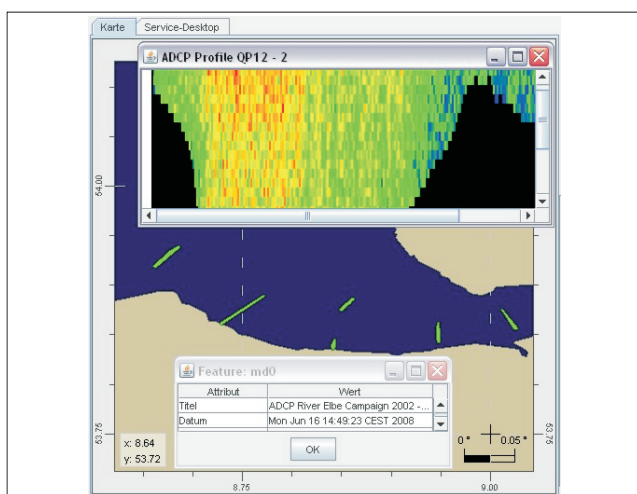 Karte Service-Desktop
ADCP Profile QP12 - 2
54.00
Feature: md0
Attribut Wert
Titel ADCP River Elbe Campaign 2002 -...
Datum Mon Jun 16 14:49:23 CEST 2008
OK
x: 8.64
y: 53.72
0 ° 0.05 °
53.75 53.75
8.75 9.00